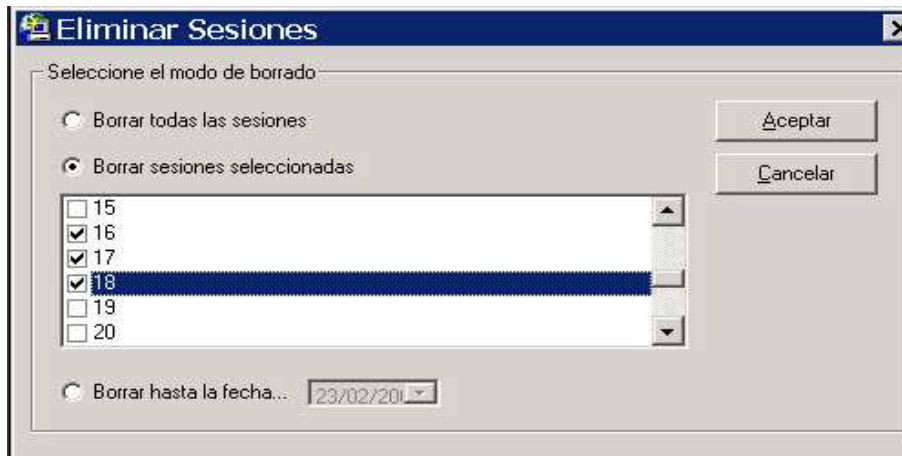 Eliminar Sesiones
Seleccione el modo de borrado
Borrar todas las sesiones
Aceptar
Borrar sesiones seleccionadas
Cancelar
15
16
17
18
19
20
Borrar hasta la fecha...